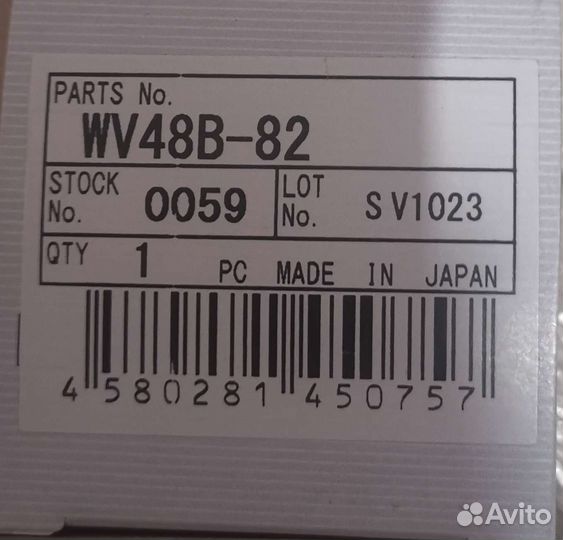 PARTS No.
WV48B-82
STOCK No. 0059 LOT No. SV1023
QTY 1 PC MADE IN JAPAN
4 580281 450757
Avito